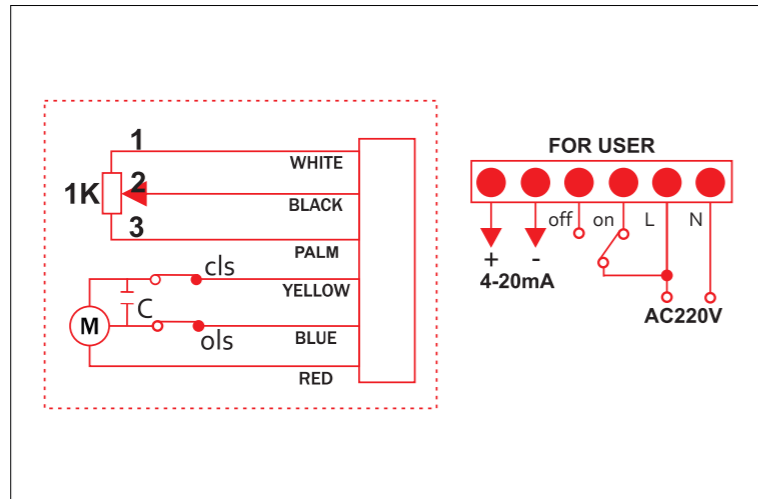 1
WHITE
1K
2
BLACK
3
PALM
cls
YELLOW
C
M
ols
BLUE
RED
FOR USER
off on L N
+ -
4-20mA
AC220V